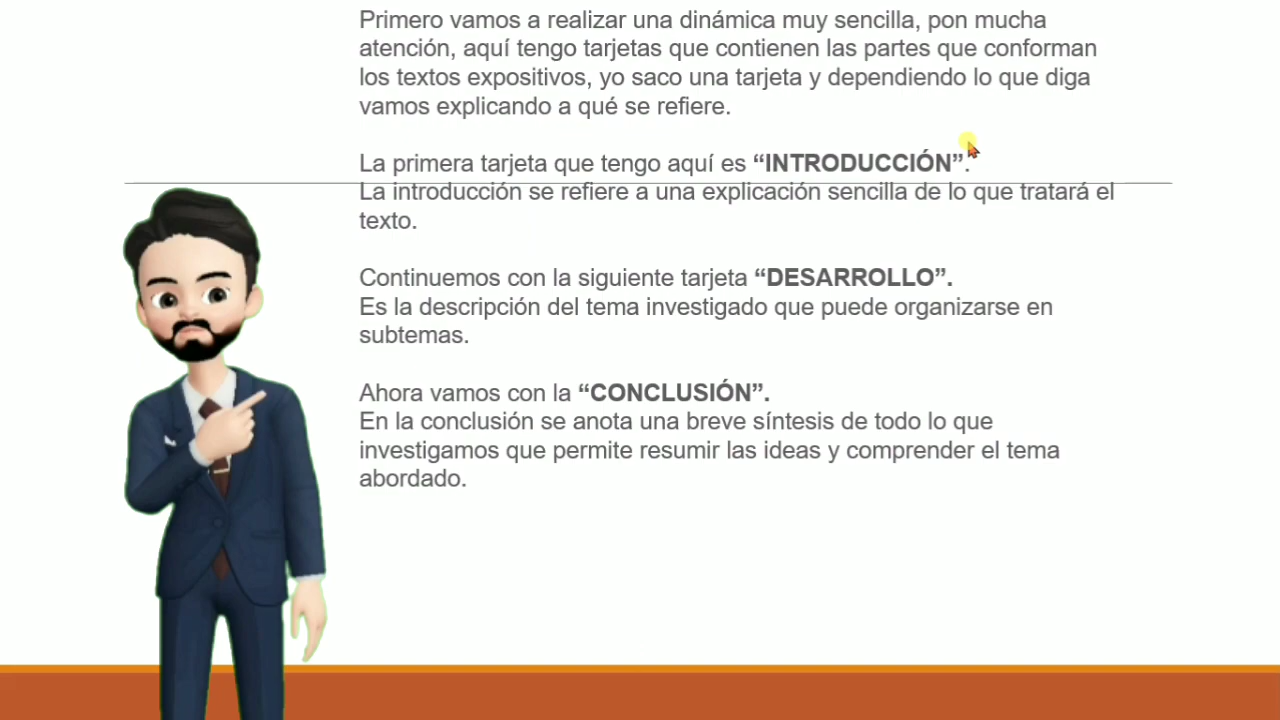 Primero vamos a realizar una dinámica muy sencilla, pon mucha
atención, aquí tengo tarjetas que contienen las partes que conforman
los textos expositivos, yo saco una tarjeta y dependiendo lo que diga
vamos explicando a qué se refiere.
La primera tarjeta que tengo aquí es “INTRODUCCIÓN”.
La introducción se refiere a una explicación sencilla de lo que tratará el
texto.
Continuemos con la siguiente tarjeta “DESARROLLO”.
Es la descripción del tema investigado que puede organizarse en
subtemas.
Ahora vamos con la “CONCLUSIÓN”.
En la conclusión se anota una breve síntesis de todo lo que
investigamos que permite resumir las ideas y comprender el tema
abordado.